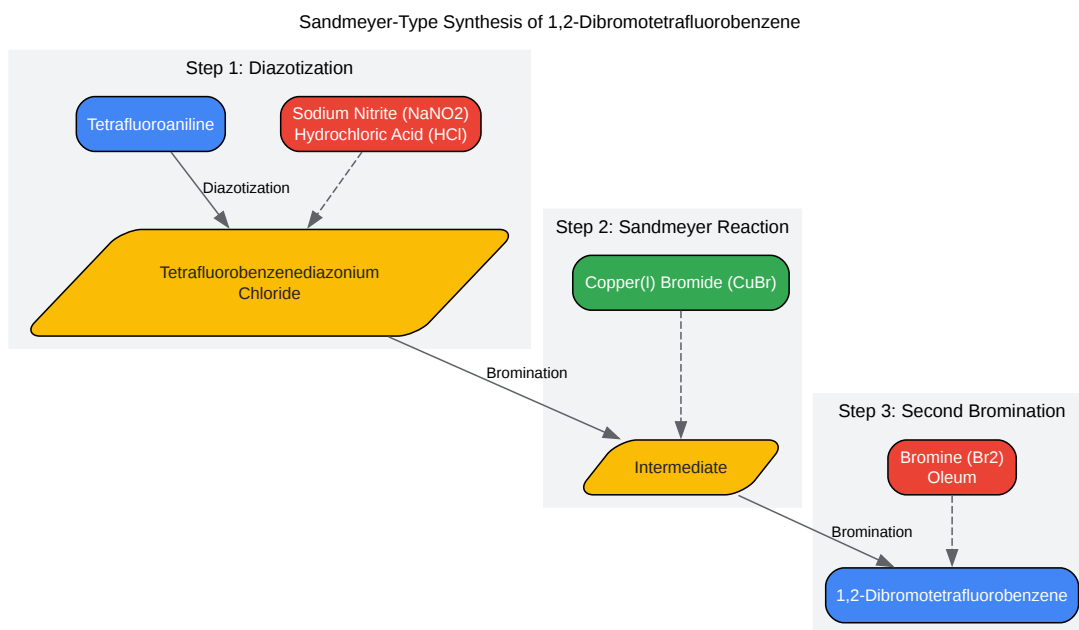 Sandmeyer-Type Synthesis of 1,2-Dibromotetrafluorobenzene
Step 1: Diazotization
Tetrafluoroaniline
Sodium Nitrite (NaNO2)
Hydrochloric Acid (HCl)
Diazotization
Tetrafluorobenzenediazonium
Chloride
Step 2: Sandmeyer Reaction
Copper(I) Bromide (CuBr)
Bromination
Intermediate
Step 3: Second Bromination
Bromine (Br2)
Oleum
Bromination
1,2-Dibromotetrafluorobenzene